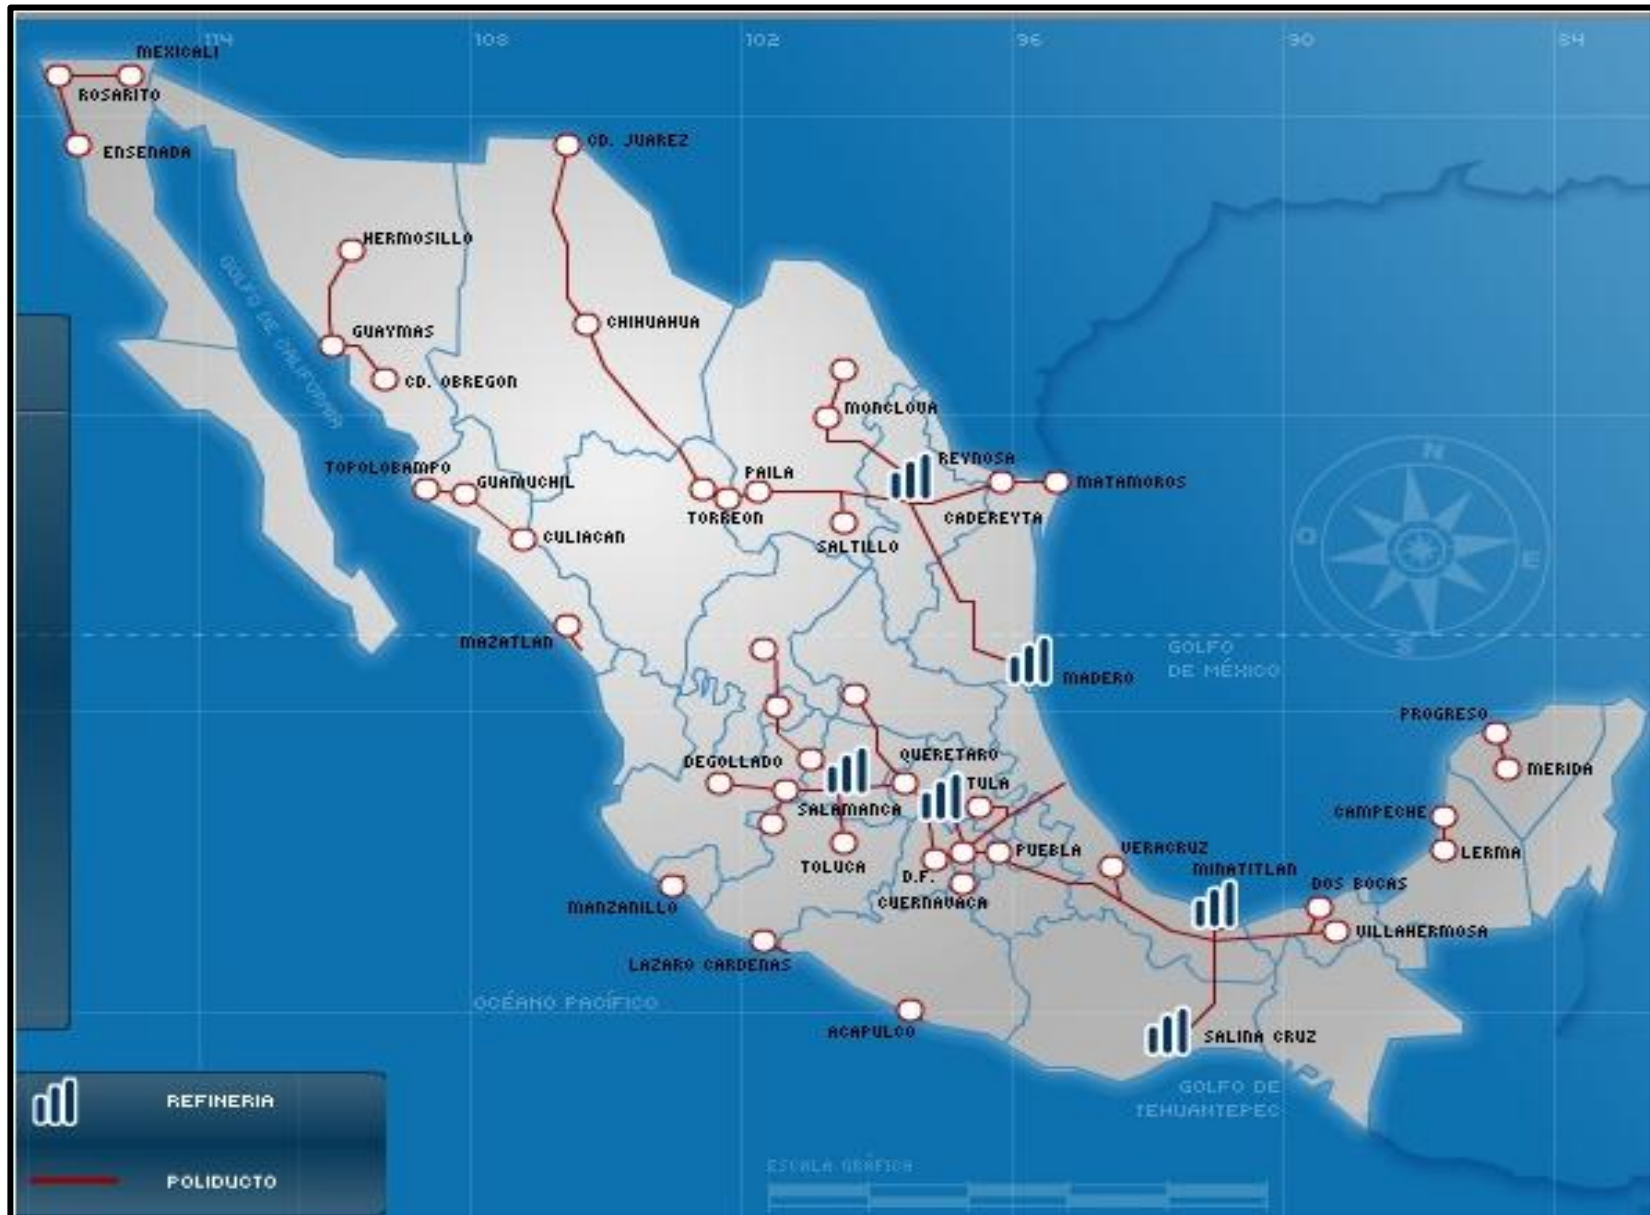 114
108
102
96
90
84
MEXICALI
ROSARITO
ENSENADA
CD. JUAREZ
HERMOSILLO
GOLFO DE CALIFORNIA
GUAYMAS
CHIHUAHUA
CD. OBREGON
MONCLOVA
TOPOLOBAMPO
GUAMUCHIL
PAILA
REYNOSA
MATAMOROS
TORREON
CADEREYTA
CULIACAN
SALTILLO
N
O
E
S
MAZATLAN
GOLFO
DE MÉXICO
MADERO
PROGRESO
MERIDA
DEGOLLADO
QUERETARO
TULA
SALAMANCA
CAMPECHE
LERMA
TOLUCA
D.F.
PUEBLA
VERACRUZ
MINATITLAN
DOS BOCAS
CUERNAVACA
MANZANILLO
VILLAHERMOSA
LAZARO CARDENAS
OCÉANO PACÍFICO
ACAPULCO
SALINA CRUZ
GOLFO DE
TEHUANTEPEC
REFINERIA
POLIDUCTO
ESCALA GRÁFICA